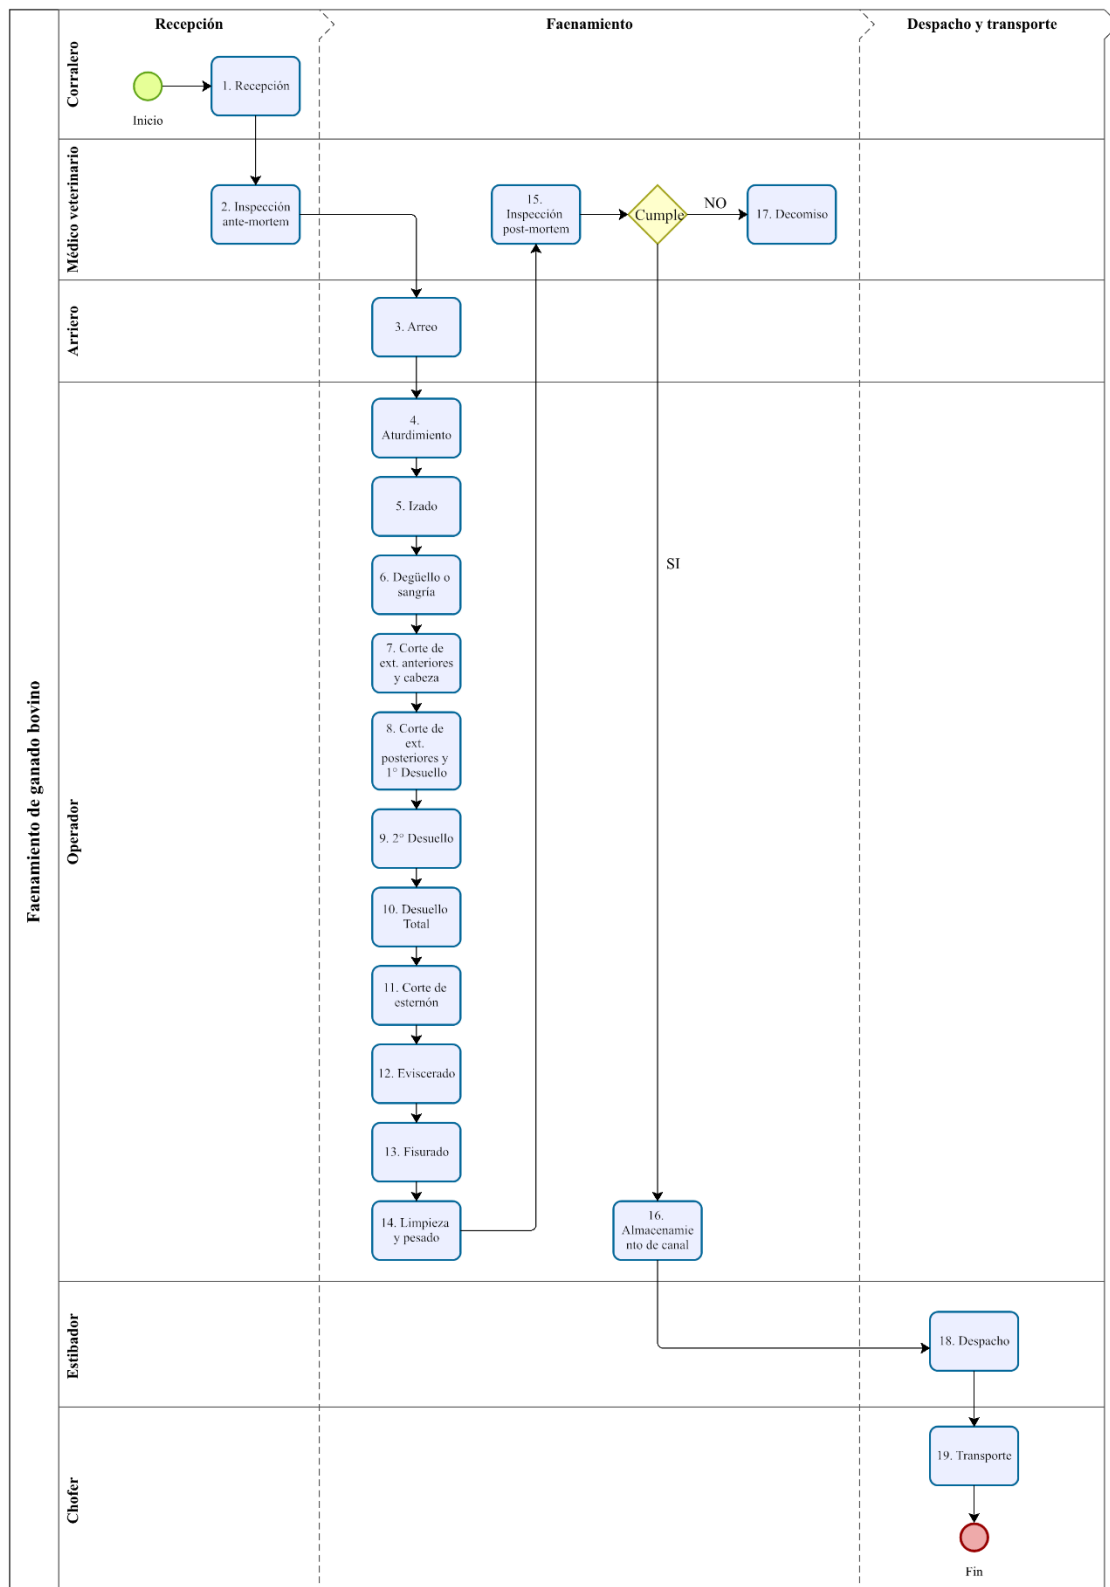 Recepción
Faenamiento
Despacho y transporte
Faenamiento de ganado bovino
Corralero
Inicio
1. Recepción
Médico veterinario
2. Inspección
ante-mortem
15.
Inspección
post-mortem
Cumple
NO
17. Decomiso
Arriero
3. Arreo
Operador
4.
Aturdimiento
5. Izado
6. Degüello o
sangría
SI
7. Corte de
ext. anteriores
y cabeza
8. Corte de
ext.
posteriores y
1° Desuello
9. 2° Desuello
10. Desuello
Total
11. Corte de
esternón
12. Eviscerado
13. Fisurado
14. Limpieza
y pesado
16.
Almacenamie
nto de canal
Estibador
18. Despacho
Chofer
19. Transporte
Fin